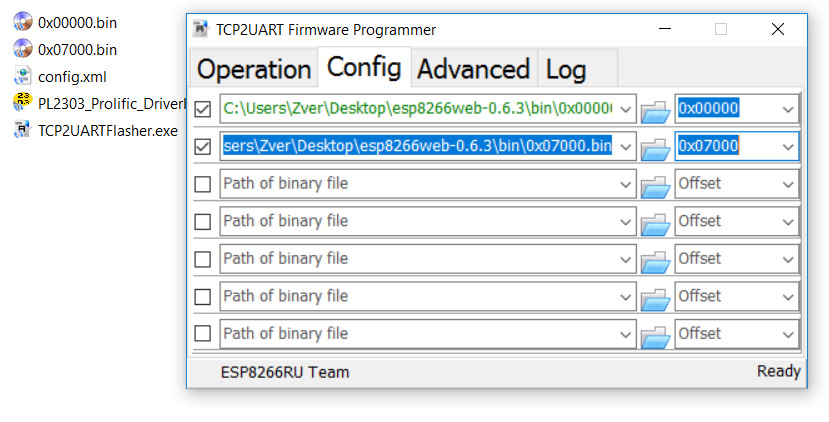 0x00000.bin
0x07000.bin
config.xml
PL2303_Prolific_Driver
TCP2UARTFlasher.exe
TCP2UART Firmware Programmer
Operation Config Advanced Log
C:\Users\Zver\Desktop\esp8266web-0.6.3\bin\0x0000 0x00000
sers\Zver\Desktop\esp8266web-0.6.3\bin\0x07000.bin 0x07000
Path of binary file Offset
Path of binary file Offset
Path of binary file Offset
Path of binary file Offset
Path of binary file Offset
ESP8266RU Team Ready